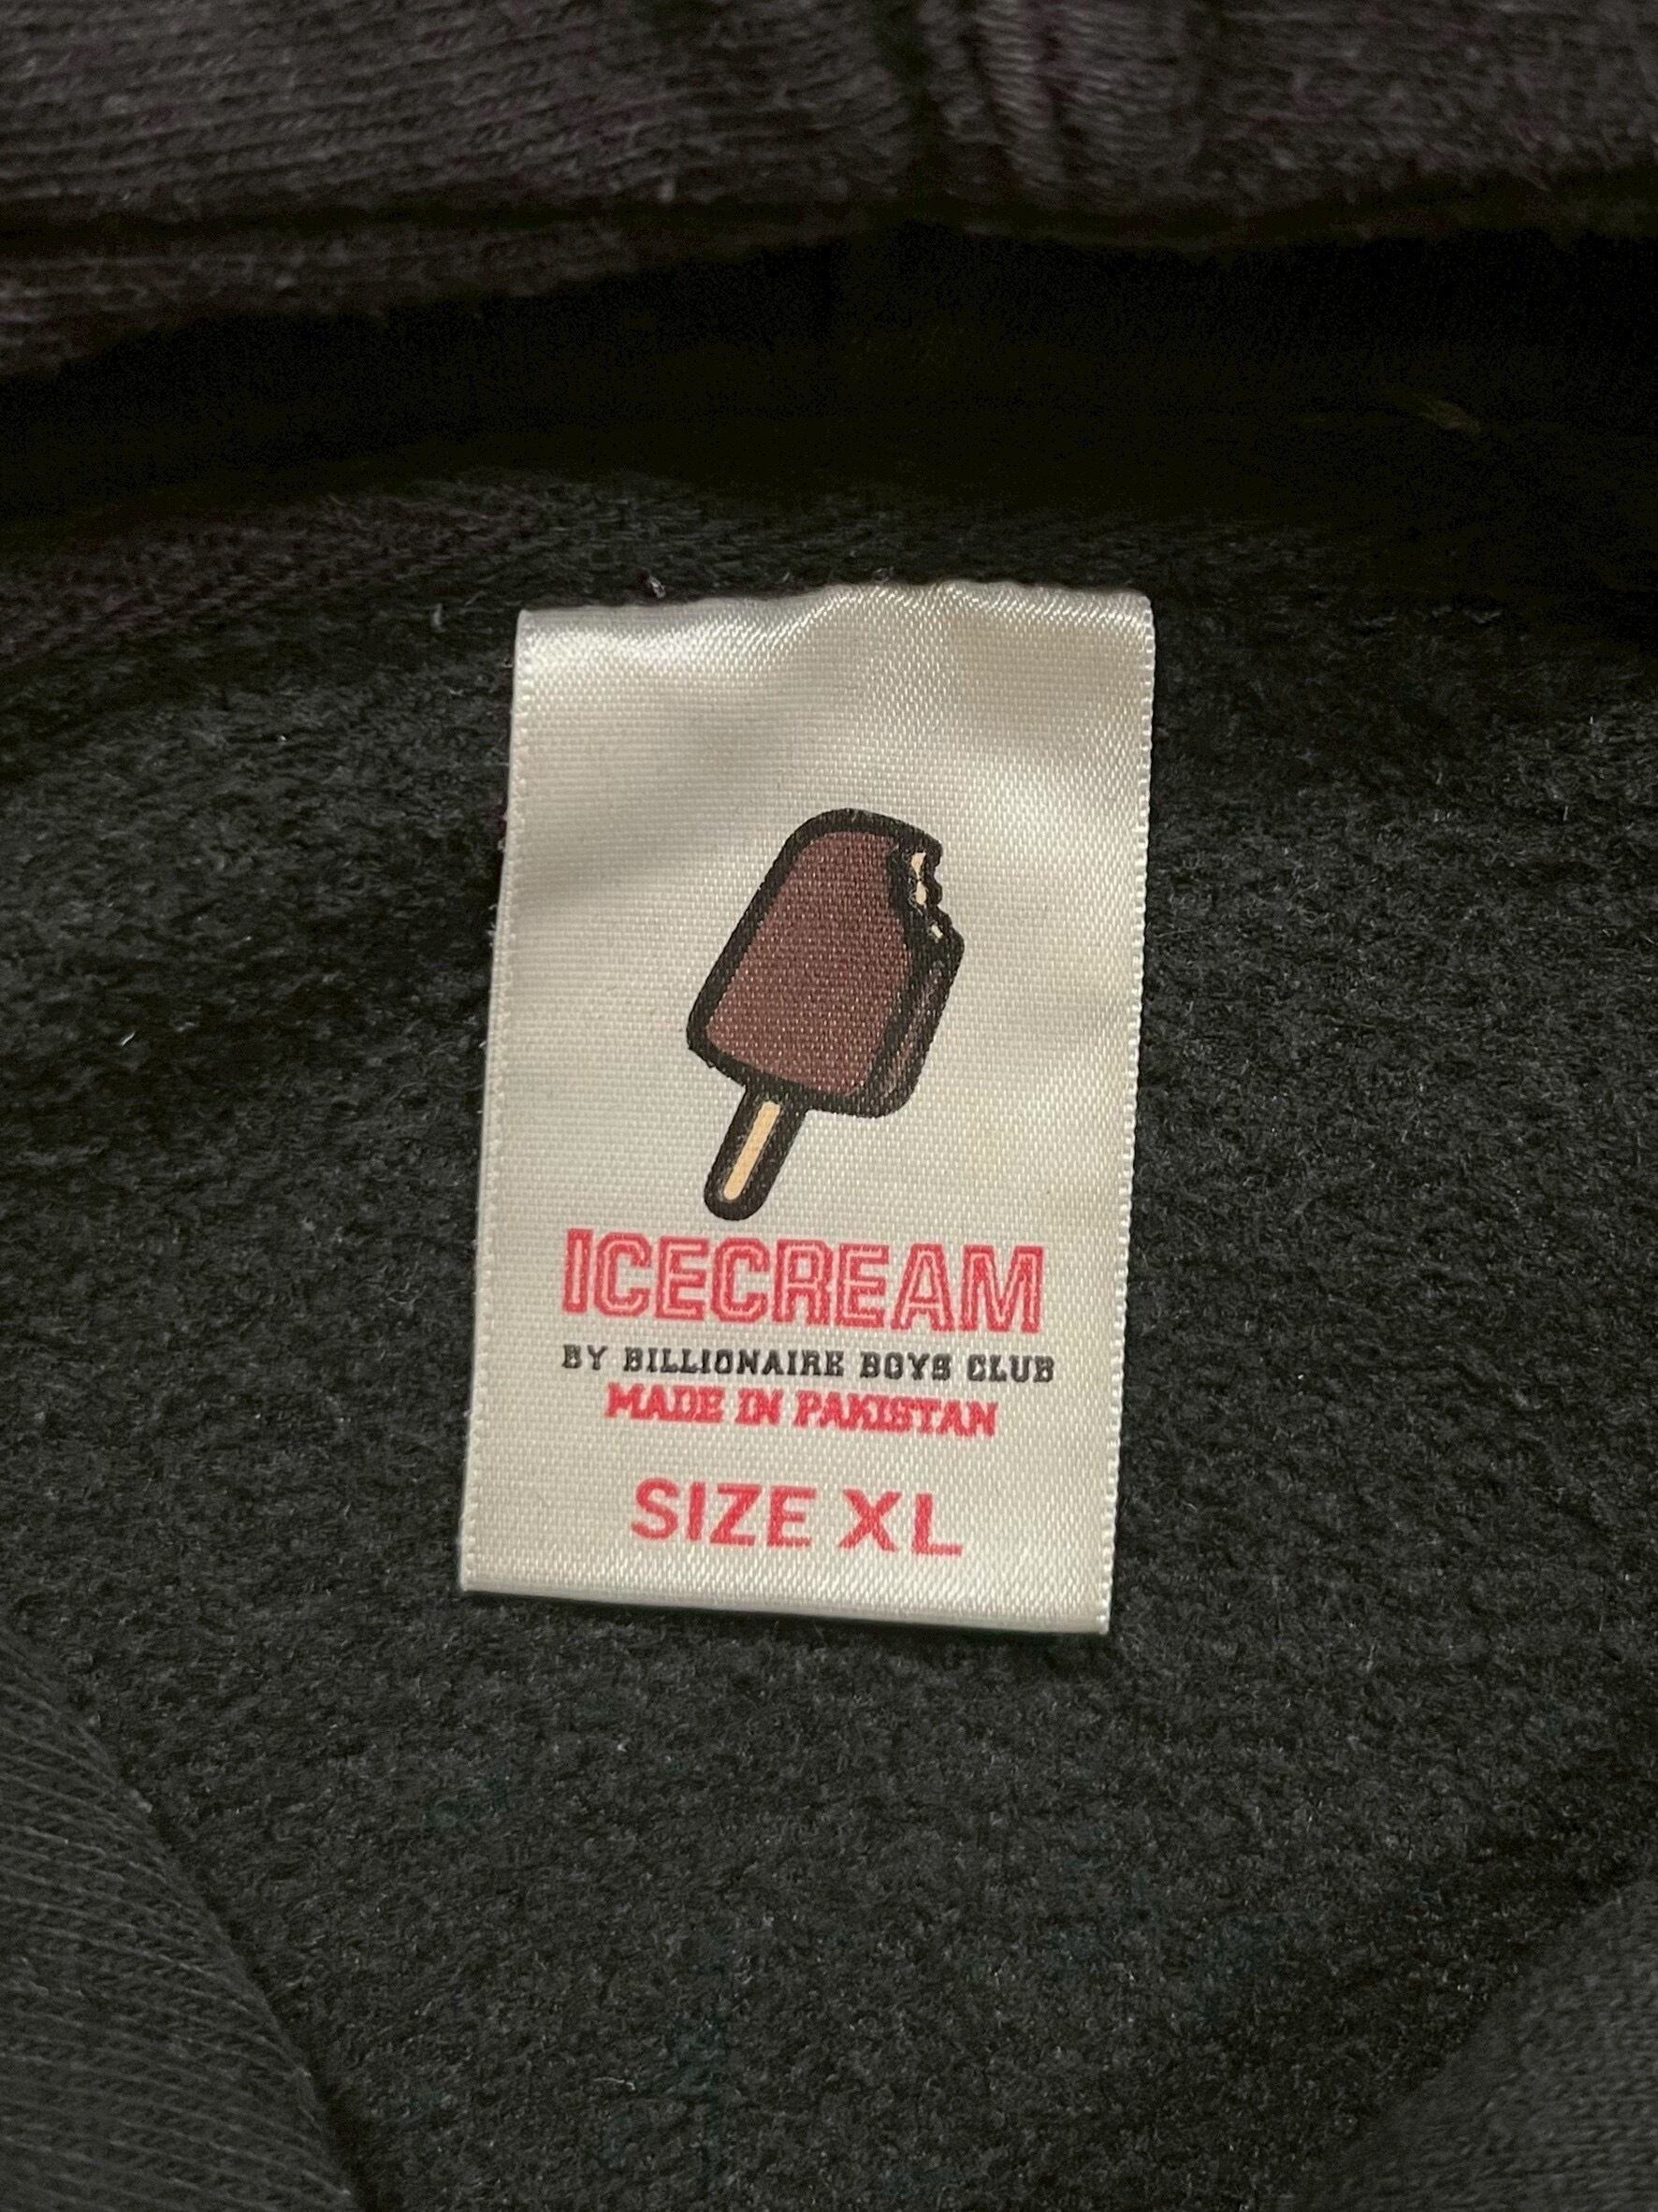 ICECREAM
BY BILLIONAIRE BOYS CLUB
MADE IN PAKISTAN
SIZE XL